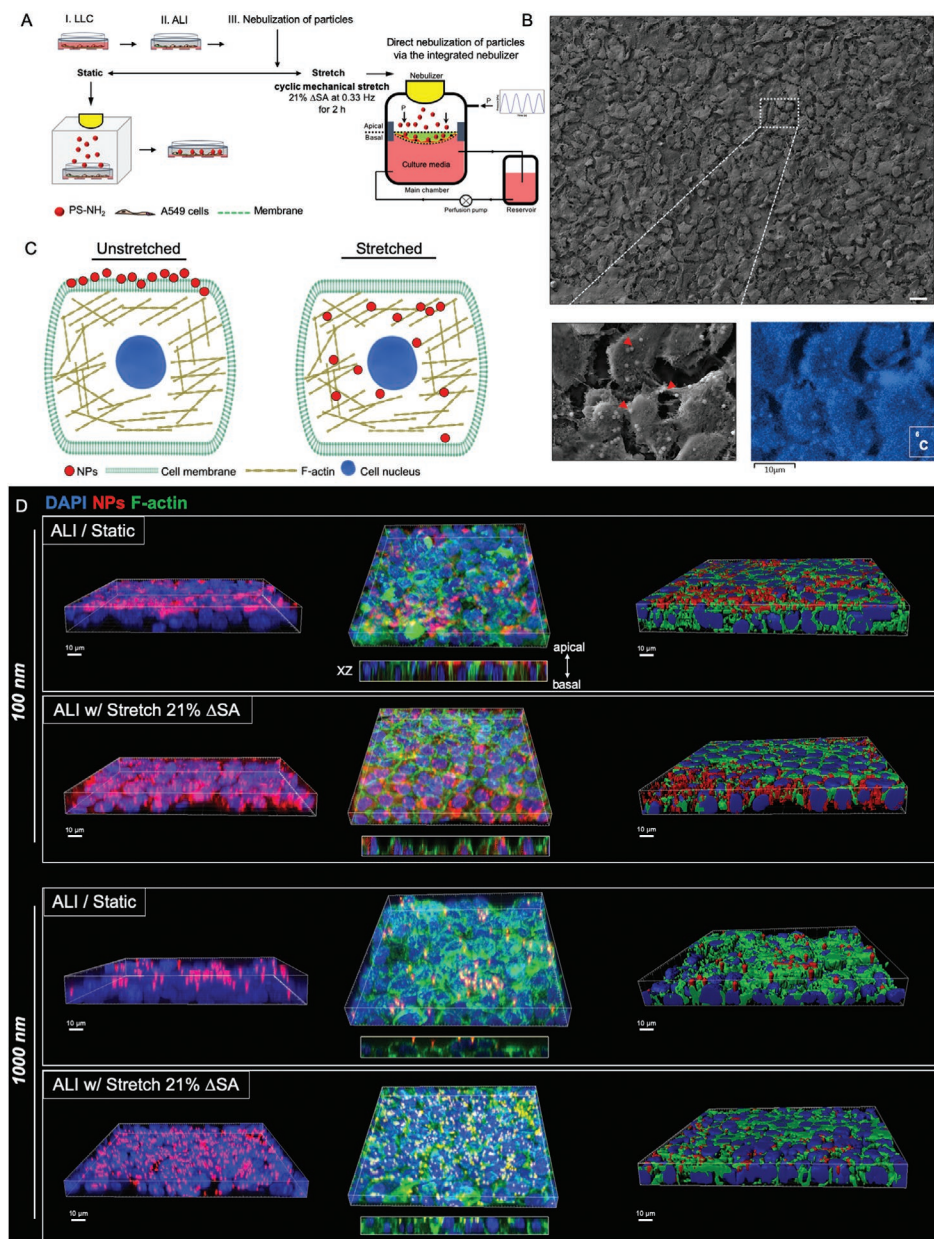 A
I. LLC
II. ALI
III. Nebulization of particles
Static
Stretch
cyclic mechanical stretch
21% ΔSA at 0.33 Hz
for 2 h
Direct nebulization of particles
via the integrated nebulizer
Nebulizer
P
P
Apical
Basal
Culture media
Main chamber
Perfusion pump
Reservoir
PS-NH₂
A549 cells
Membrane
B
6
C
10µm
C
Unstretched
Stretched
NPs
Cell membrane
F-actin
Cell nucleus
D
DAPI NPs F-actin
100 nm
ALI / Static
10 µm
XZ
apical
basal
10 µm
ALI w/ Stretch 21% ΔSA
10 µm
10 µm
1000 nm
ALI / Static
10 µm
10 µm
ALI w/ Stretch 21% ΔSA
10 µm
10 µm